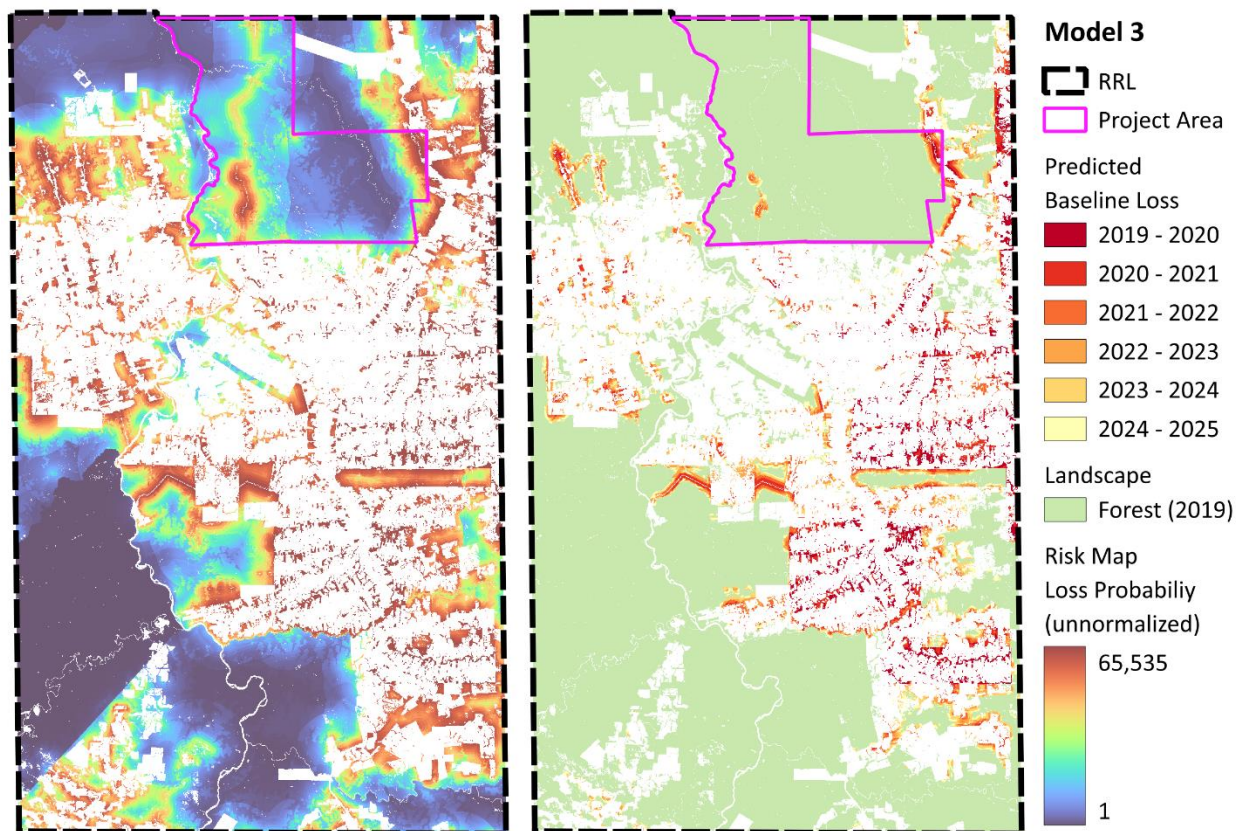 Model 3
RRL
Project Area
Predicted
Baseline Loss
2019 - 2020
2020 - 2021
2021 - 2022
2022 - 2023
2023 - 2024
2024 - 2025
Landscape
Forest (2019)
Risk Map
Loss Probabiliy
(unnormalized)
65,535
1